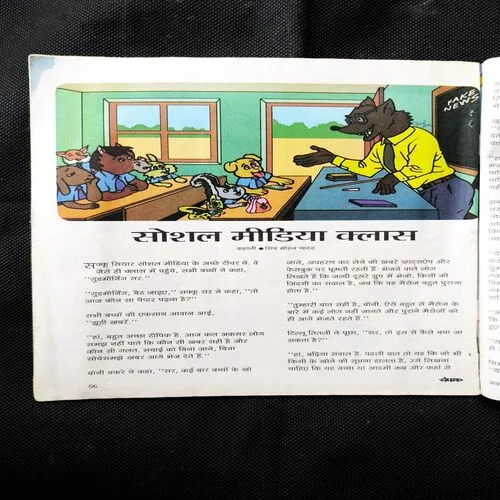 FAKE
NEWS
सोशल मीडिया क्लास
कहानी • शिव मोहन यादव
सक्कू सियार सोशल मीडिया के अच्छे टीचर थे. वे
जैसे ही क्लास में पहुंचे, सभी बच्चों ने कहा,
"गुडमौर्निंग सर."
"गुडमौर्निंग, बैठ जाइए," सक्कू सर ने कहा, "तो
आज कौन सा चैप्टर पढ़ना है?"
सभी बच्चों की एकसाथ आवाज आई,
"झूठी खबरें."
"हां, बहुत अच्छा टौपिक है. आज कल अकसर लोग
समझ नहीं पाते कि कौन सी खबर सही है और
कौन सी गलत. सचाई का बिना जाने, बिना
सोचेसमझे खबर आगे भेज देते हैं."
बोनी बकरे ने कहा, "सर, कई बार बच्चों के खो
जाने, अपहरण कर लेने की खबरें व्हाट्सऐप और
फेसबुक पर घूमती रहती हैं. भेजने वाले लोग
लिखते हैं कि जल्दी दूसरे ग्रुप में भेजो, किसी की
जिंदगी का सवाल है, जब कि वह मैसेज बहुत पुराना
होता है."
"तुम्हारी बात सही है, बोनी. ऐसे बहुत से मैसेज के
बारे में कई लोग नहीं जानते और पुराने मैसेजों को
ही आगे भेजते रहते हैं."
टिल्लू तितली ने पूछा, "सर, तो इस से कैसे बचा जा
सकता है?"
"हां, बढ़िया सवाल है. पहली बात तो यह कि जो भी
किसी के खोने की सूचना डालता है, उसे लिखना
चाहिए कि यह बच्चा या आदमी कब और कहां से
56
चंपक